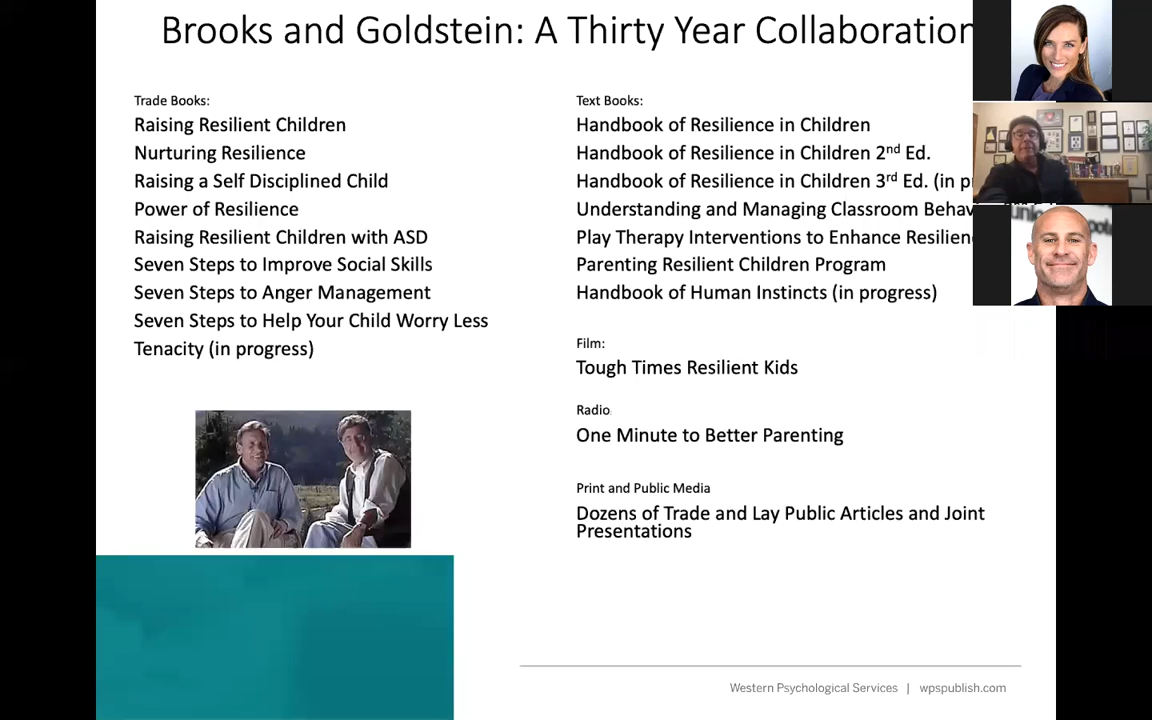 Brooks and Goldstein: A Thirty Year Collaboration
Trade Books:
Raising Resilient Children
Nurturing Resilience
Raising a Self Disciplined Child
Power of Resilience
Raising Resilient Children with ASD
Seven Steps to Improve Social Skills
Seven Steps to Anger Management
Seven Steps to Help Your Child Worry Less
Tenacity (in progress)
Text Books:
Handbook of Resilience in Children
Handbook of Resilience in Children 2nd Ed.
Handbook of Resilience in Children 3rd Ed. (in
Understanding and Managing Classroom
Play Therapy Interventions to Enhance
Parenting Resilient Children Program
Handbook of Human Instincts (in progress)
Film:
Tough Times Resilient Kids
Radio
One Minute to Better Parenting
Print and Public Media
Dozens of Trade and Lay Public Articles and Joint
Presentations
Western Psychological Services | wpspublish.com